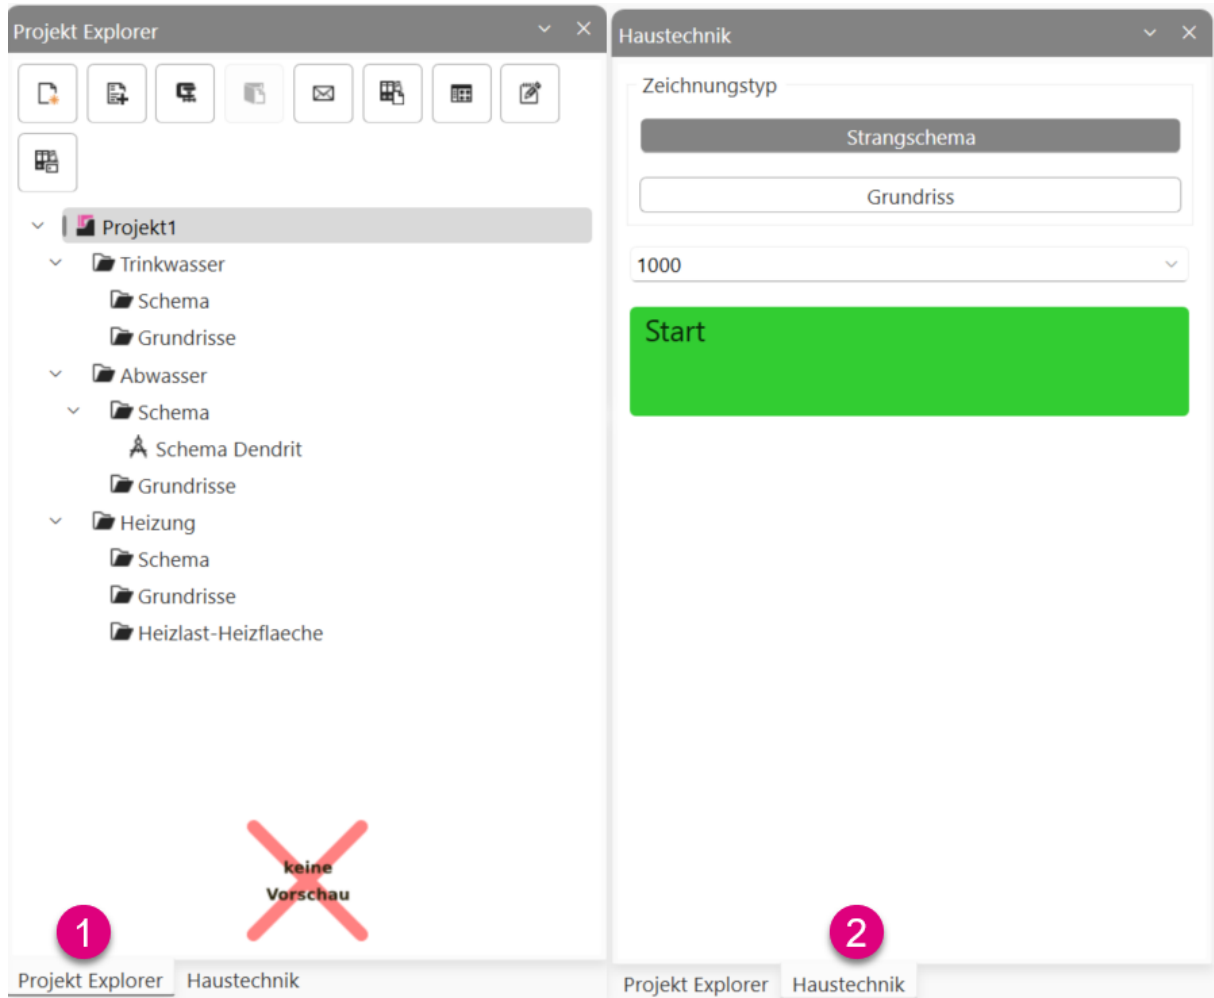 Projekt Explorer
Projekt1
Trinkwasser
Schema
Grundrisse
Abwasser
Schema
Schema Dendrit
Grundrisse
Heizung
Schema
Grundrisse
Heizlast-Heizflaeche
keine
Vorschau
1
Projekt Explorer Haustechnik
Haustechnik
Zeichnungstyp
Strangschema
Grundriss
1000
Start
2
Projekt Explorer Haustechnik